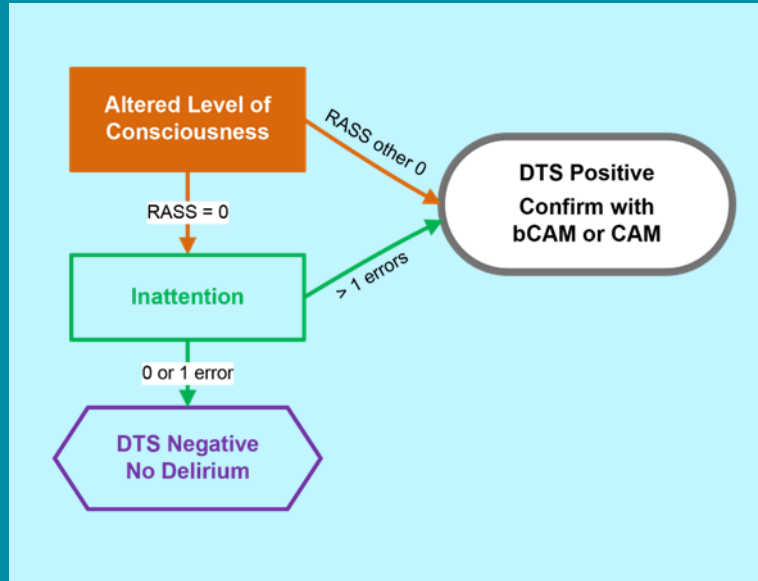 Altered Level of
Consciousness
RASS other 0
RASS = 0
DTS Positive
Confirm with
bCAM or CAM
Inattention
> 1 errors
0 or 1 error
DTS Negative
No Delirium